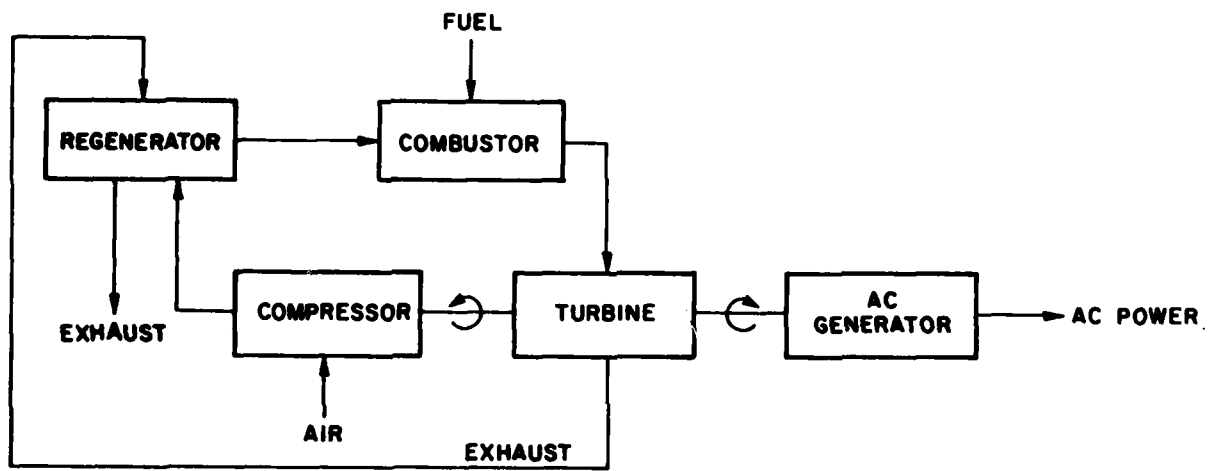 FUEL
REGENERATOR
COMBUSTOR
EXHAUST
COMPRESSOR
TURBINE
AC
GENERATOR
AC POWER
AIR
EXHAUST